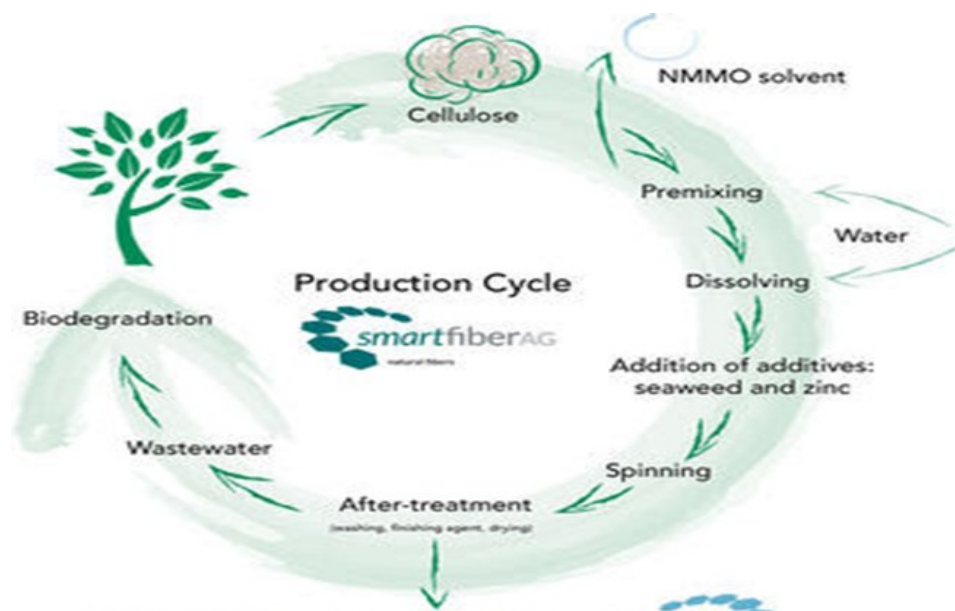 Cellulose
NMMO solvent
Premixing
Water
Dissolving
Production Cycle
smartfiberAG
natural fibers
Biodegradation
Addition of additives:
seaweed and zinc
Wastewater
Spinning
After-treatment
(washing, finishing agent, drying)